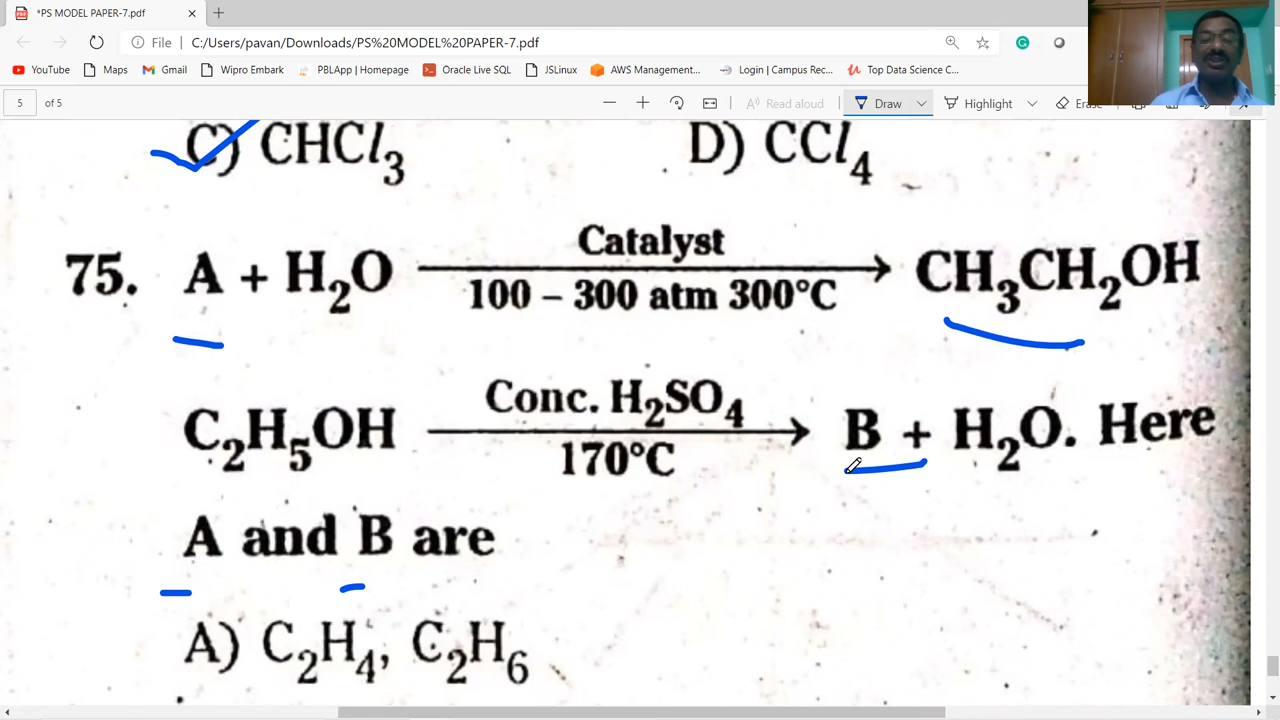 *PS MODEL PAPER-7.pdf
File C:/Users/pavan/Downloads/PS%20MODEL%20PAPER-7.pdf
YouTube Maps Gmail Wipro Embark PBLApp | Homepage Oracle Live SQL JSLinux AWS Management... Login | Campus Rec... Top Data Science C...
5 of 5 Read aloud Draw Highlight Erase
C) CHCl₃ D) CCl₄
Catalyst
75. A + H₂O → CH₃CH₂OH
100 – 300 atm 300°C
Conc. H₂SO₄
C₂H₅OH → B + H₂O. Here
170°C
A and B are
A) C₂H₄, C₂H₆